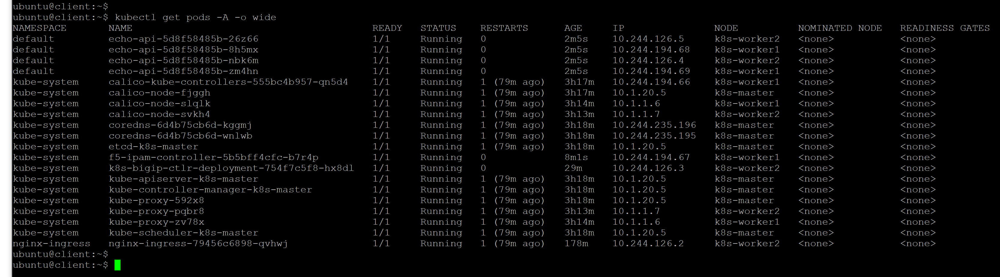 ubuntu@client:~$
ubuntu@client:~$ kubectl get pods -A -o wide
NAMESPACE       NAME                                        READY   STATUS    RESTARTS      AGE     IP               NODE          NOMINATED NODE   READINESS GATES
default         echo-api-5d8f58485b-26z66                   1/1     Running   0             2m5s    10.244.126.5     k8s-worker2   <none>           <none>
default         echo-api-5d8f58485b-8h5mx                   1/1     Running   0             2m5s    10.244.194.68    k8s-worker1   <none>           <none>
default         echo-api-5d8f58485b-nbk6m                   1/1     Running   0             2m5s    10.244.126.4     k8s-worker2   <none>           <none>
default         echo-api-5d8f58485b-zm4hn                   1/1     Running   0             2m5s    10.244.194.69    k8s-worker1   <none>           <none>
kube-system     calico-kube-controllers-555bc4b957-qn5d4    1/1     Running   1 (79m ago)   3h17m   10.244.194.66    k8s-worker1   <none>           <none>
kube-system     calico-node-fjggh                           1/1     Running   1 (79m ago)   3h17m   10.1.20.5        k8s-master    <none>           <none>
kube-system     calico-node-slqlk                           1/1     Running   1 (79m ago)   3h14m   10.1.1.6         k8s-worker1   <none>           <none>
kube-system     calico-node-svkh4                           1/1     Running   1 (79m ago)   3h13m   10.1.1.7         k8s-worker2   <none>           <none>
kube-system     coredns-6d4b75cb6d-kggmj                    1/1     Running   1 (79m ago)   3h18m   10.244.235.196   k8s-master    <none>           <none>
kube-system     coredns-6d4b75cb6d-wnlwb                    1/1     Running   1 (79m ago)   3h18m   10.244.235.195   k8s-master    <none>           <none>
kube-system     etcd-k8s-master                             1/1     Running   1 (79m ago)   3h18m   10.1.20.5        k8s-master    <none>           <none>
kube-system     f5-ipam-controller-5b5bff4cfc-b7r4p         1/1     Running   0             8m1s    10.244.194.67    k8s-worker1   <none>           <none>
kube-system     k8s-bigip-ctlr-deployment-754f7c5f8-hx8dl   1/1     Running   0             29m     10.244.126.3     k8s-worker2   <none>           <none>
kube-system     kube-apiserver-k8s-master                   1/1     Running   1 (79m ago)   3h18m   10.1.20.5        k8s-master    <none>           <none>
kube-system     kube-controller-manager-k8s-master          1/1     Running   1 (79m ago)   3h18m   10.1.20.5        k8s-master    <none>           <none>
kube-system     kube-proxy-592x8                            1/1     Running   1 (79m ago)   3h18m   10.1.20.5        k8s-master    <none>           <none>
kube-system     kube-proxy-pqbr8                            1/1     Running   1 (79m ago)   3h13m   10.1.1.7         k8s-worker2   <none>           <none>
kube-system     kube-proxy-zv78x                            1/1     Running   1 (79m ago)   3h14m   10.1.1.6         k8s-worker1   <none>           <none>
kube-system     kube-scheduler-k8s-master                   1/1     Running   1 (79m ago)   3h18m   10.1.20.5        k8s-master    <none>           <none>
nginx-ingress   nginx-ingress-79456c6898-qvhwj              1/1     Running   1 (79m ago)   178m    10.244.126.2     k8s-worker2   <none>           <none>
ubuntu@client:~$
ubuntu@client:~$